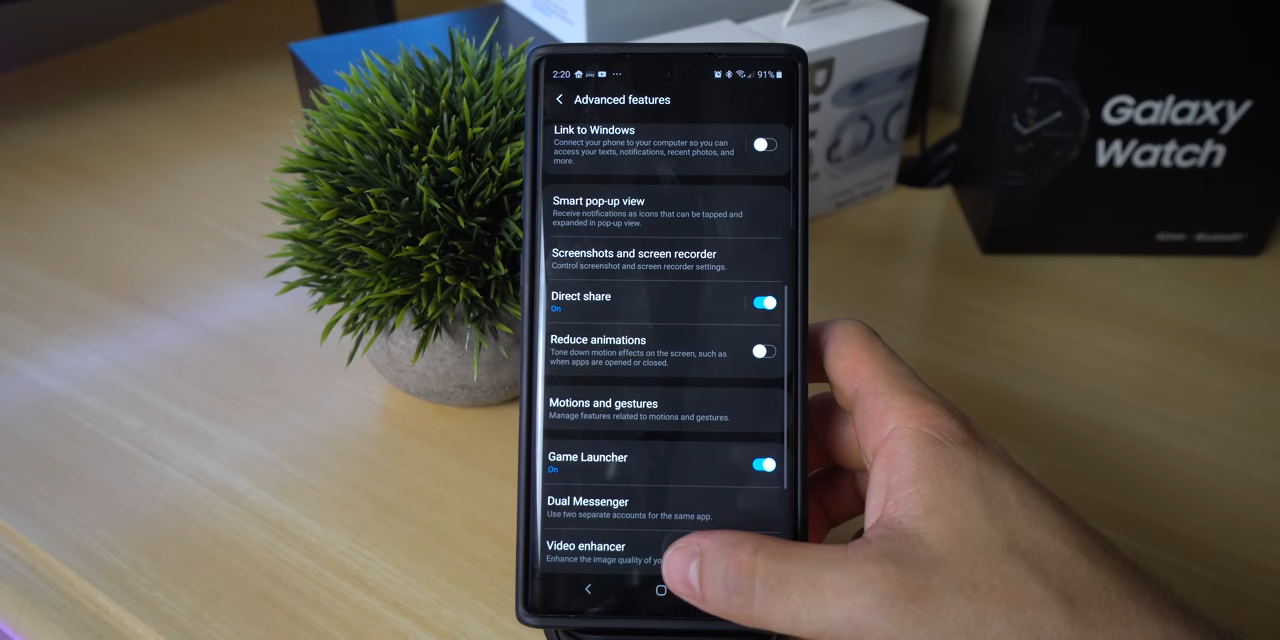 2:20 pay 91%
Advanced features
Link to Windows
Connect your phone to your computer so you can
access your texts, notifications, recent photos, and
more.
Smart pop-up view
Receive notifications as icons that can be tapped and
expanded in pop-up view.
Screenshots and screen recorder
Control screenshot and screen recorder settings.
Direct share
On
Reduce animations
Tone down motion effects on the screen, such as
when apps are opened or closed.
Motions and gestures
Manage features related to motions and gestures.
Game Launcher
On
Dual Messenger
Use two separate accounts for the same app.
Video enhancer
Enhance the image quality of
Galaxy
Watch